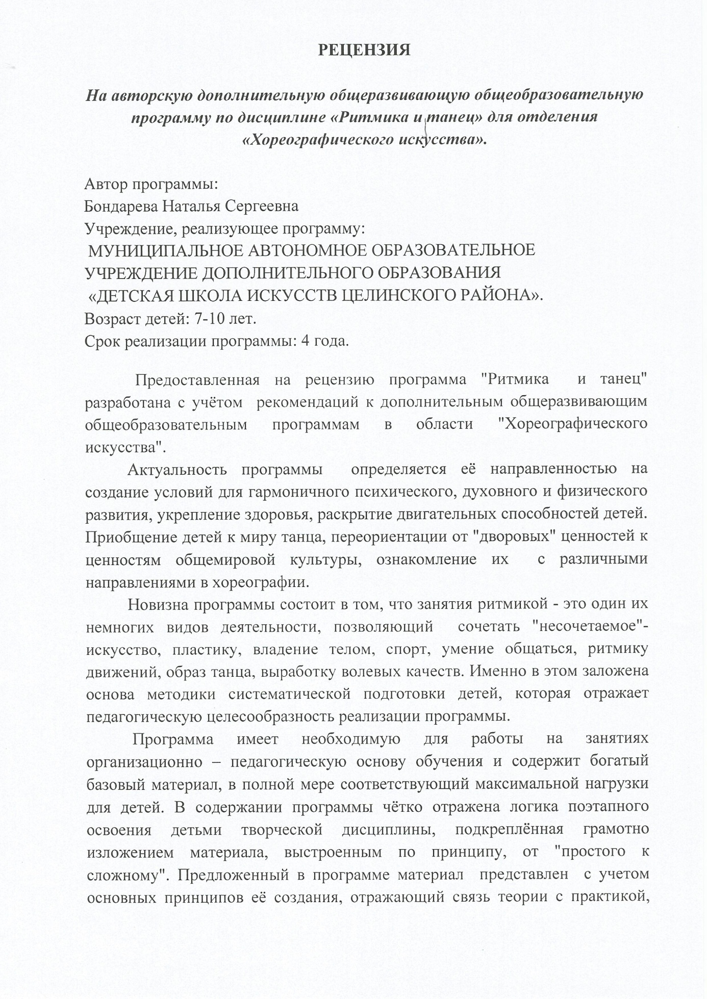 РЕЦЕНЗИЯ
На авторскую дополнительную общеразвивающую общеобразовательную
программу по дисциплине «Ритмика и танец» для отделения
«Хореографического искусства».
Автор программы:
Бондарева Наталья Сергеевна
Учреждение, реализующее программу:
МУНИЦИПАЛЬНОЕ АВТОНОМНОЕ ОБРАЗОВАТЕЛЬНОЕ
УЧРЕЖДЕНИЕ ДОПОЛНИТЕЛЬНОГО ОБРАЗОВАНИЯ
«ДЕТСКАЯ ШКОЛА ИСКУССТВ ЦЕЛИНСКОГО РАЙОНА».
Возраст детей: 7-10 лет.
Срок реализации программы: 4 года.
Предоставленная на рецензию программа "Ритмика и танец"
разработана с учётом рекомендаций к дополнительным общеразвивающим
общеобразовательным программам в области "Хореографического
искусства".
Актуальность программы определяется её направленностью на
создание условий для гармоничного психического, духовного и физического
развития, укрепление здоровья, раскрытие двигательных способностей детей.
Приобщение детей к миру танца, переориентации от "дворовых" ценностей к
ценностям общемировой культуры, ознакомление их с различными
направлениями в хореографии.
Новизна программы состоит в том, что занятия ритмикой - это один их
немногих видов деятельности, позволяющий сочетать "несочетаемое"-
искусство, пластику, владение телом, спорт, умение общаться, ритмику
движений, образ танца, выработку волевых качеств. Именно в этом заложена
основа методики систематической подготовки детей, которая отражает
педагогическую целесообразность реализации программы.
Программа имеет необходимую для работы на занятиях
организационно – педагогическую основу обучения и содержит богатый
базовый материал, в полной мере соответствующий максимальной нагрузки
для детей. В содержании программы чётко отражена логика поэтапного
освоения детьми творческой дисциплины, подкреплённая грамотно
изложением материала, выстроенным по принципу, от "простого к
сложному". Предложенный в программе материал представлен с учетом
основных принципов её создания, отражающий связь теории с практикой,